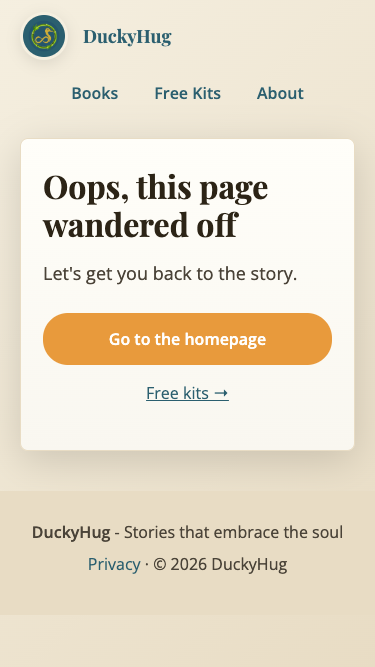 DuckyHug
Books Free Kits About
Oops, this page
wandered off
Let's get you back to the story.
Go to the homepage
Free kits →
DuckyHug - Stories that embrace the soul
Privacy · © 2026 DuckyHug